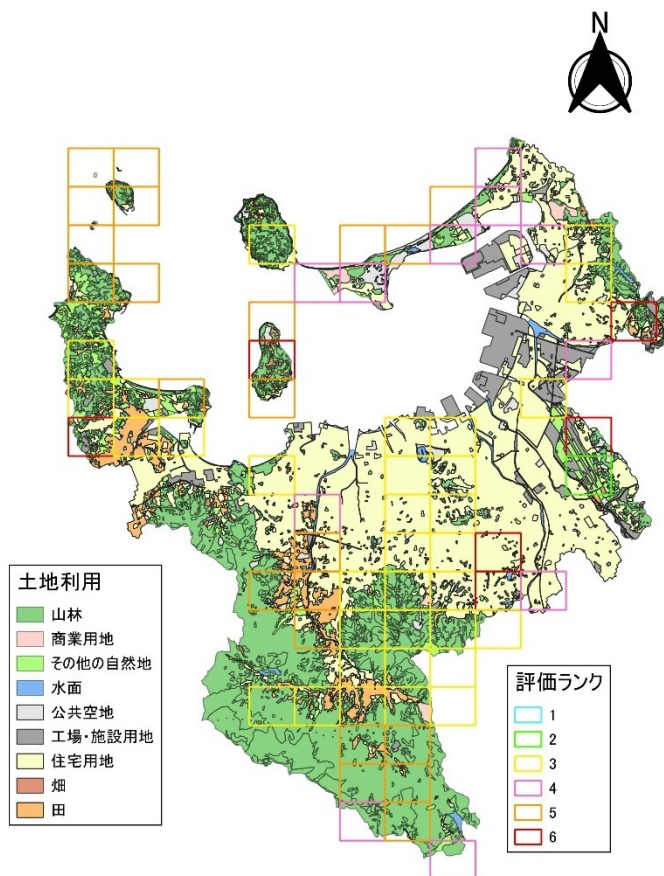 N
土地利用
山林
商業用地
その他の自然地
水面
公共空地
工場・施設用地
住宅用地
畑
田
評価ランク
1
2
3
4
5
6